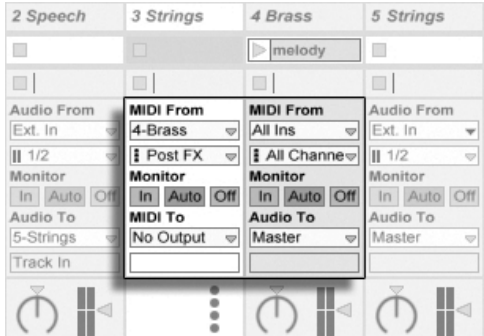 2 Speech
3 Strings
4 Brass
5 Strings
melody
Audio From
MIDI From
MIDI From
Audio From
Ext. In
4-Brass
All Ins
Ext. In
1/2
Post FX
All Channe
1/2
Monitor
Monitor
Monitor
Monitor
In Auto Off
In Auto Off
In Auto Off
In Auto Off
Audio To
MIDI To
Audio To
Audio To
5-Strings
No Output
Master
Master
Track In